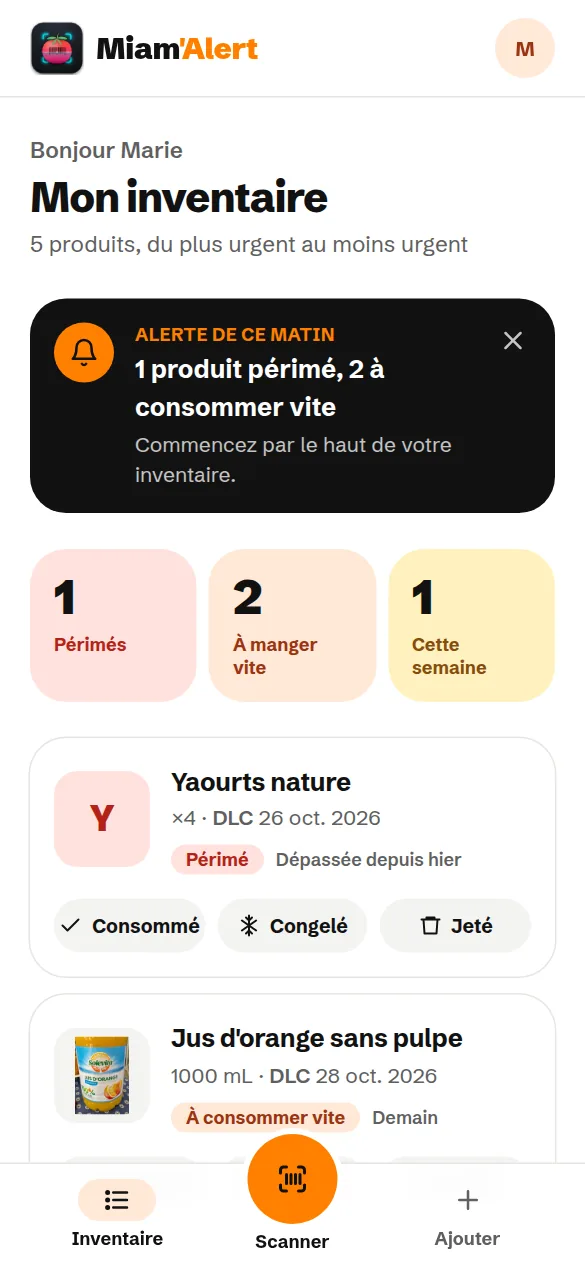 Miam'Alert
M
Bonjour Marie
Mon inventaire
5 produits, du plus urgent au moins urgent
ALERTE DE CE MATIN
1 produit périmé, 2 à
consommer vite
Commencez par le haut de votre
inventaire.
1
Périmés
2
À manger
vite
1
Cette
semaine
Y
Yaourts nature
×4 · DLC 26 oct. 2026
Périmé
Dépassée depuis hier
Consommé
Congelé
Jeté
Jus d'orange sans pulpe
1000 mL · DLC 28 oct. 2026
À consommer vite
Demain
Inventaire
Scanner
Ajouter